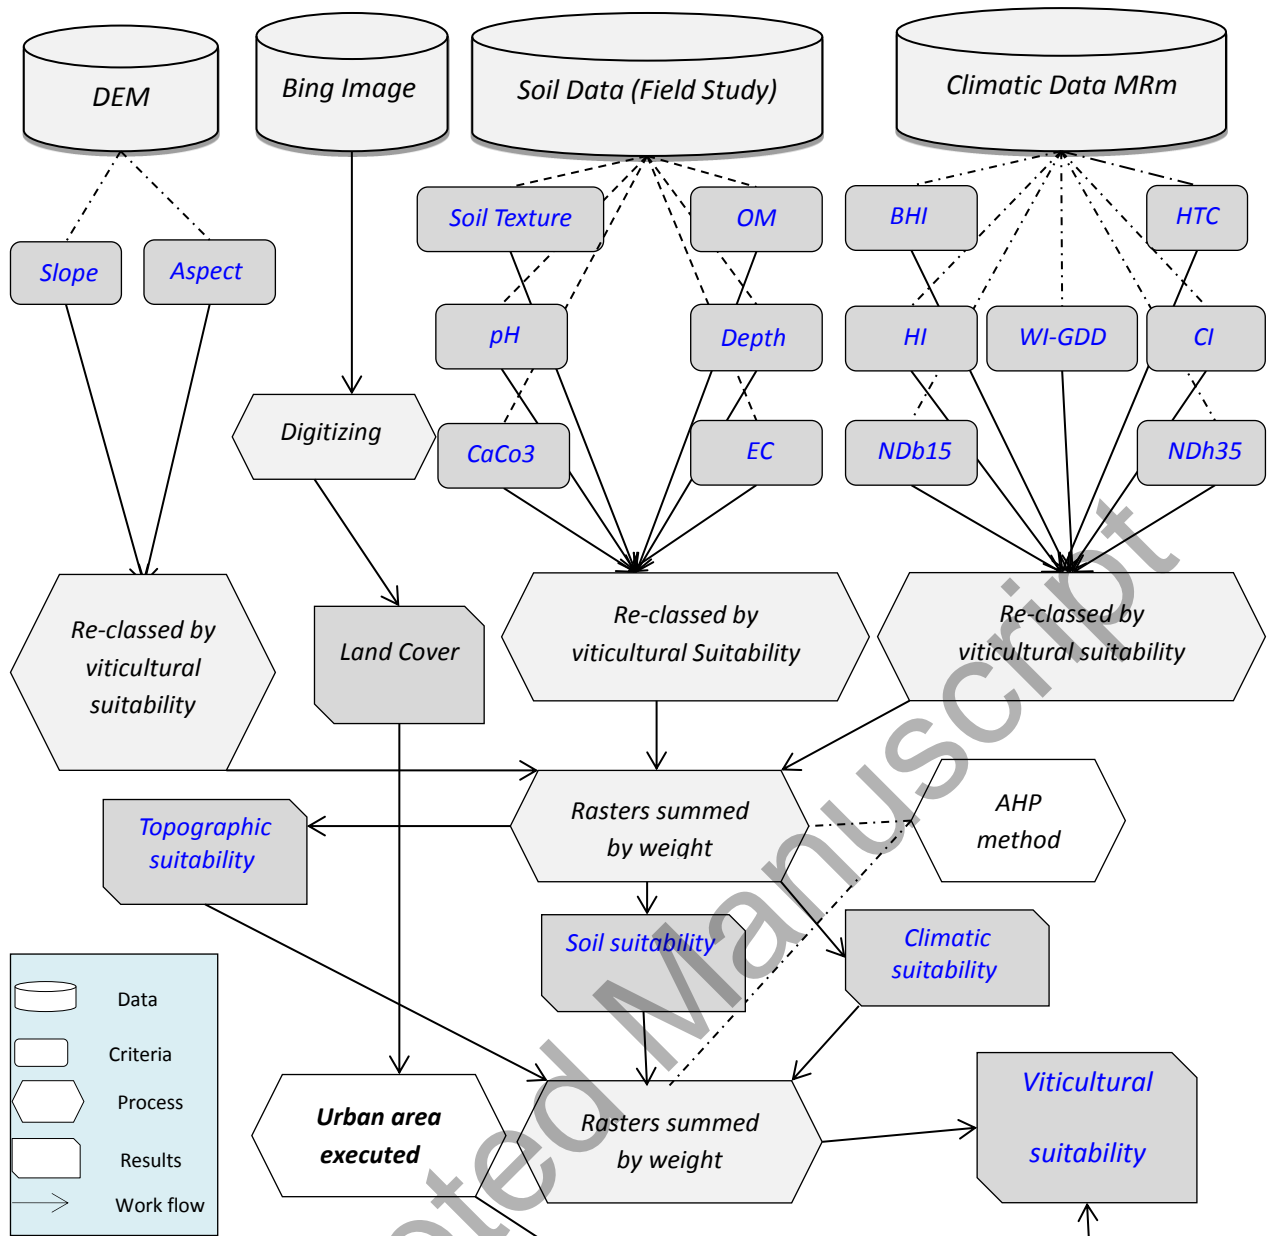 DEM
Bing Image
Soil Data (Field Study)
Climatic Data MRm
Soil Texture
OM
BHI
HTC
Slope
Aspect
pH
Depth
HI
WI-GDD
CI
Digitizing
CaCo3
EC
NDb15
NDh35
Re-classed by
viticultural
suitability
Land Cover
Re-classed by
viticultural Suitability
Re-classed by
viticultural suitability
Rasters summed
by weight
AHP
method
Topographic
suitability
Soil suitability
Climatic
suitability
Data
Criteria
Process
Results
Work flow
Urban area
executed
Rasters summed
by weight
Viticultural
suitability
oted Manuscript